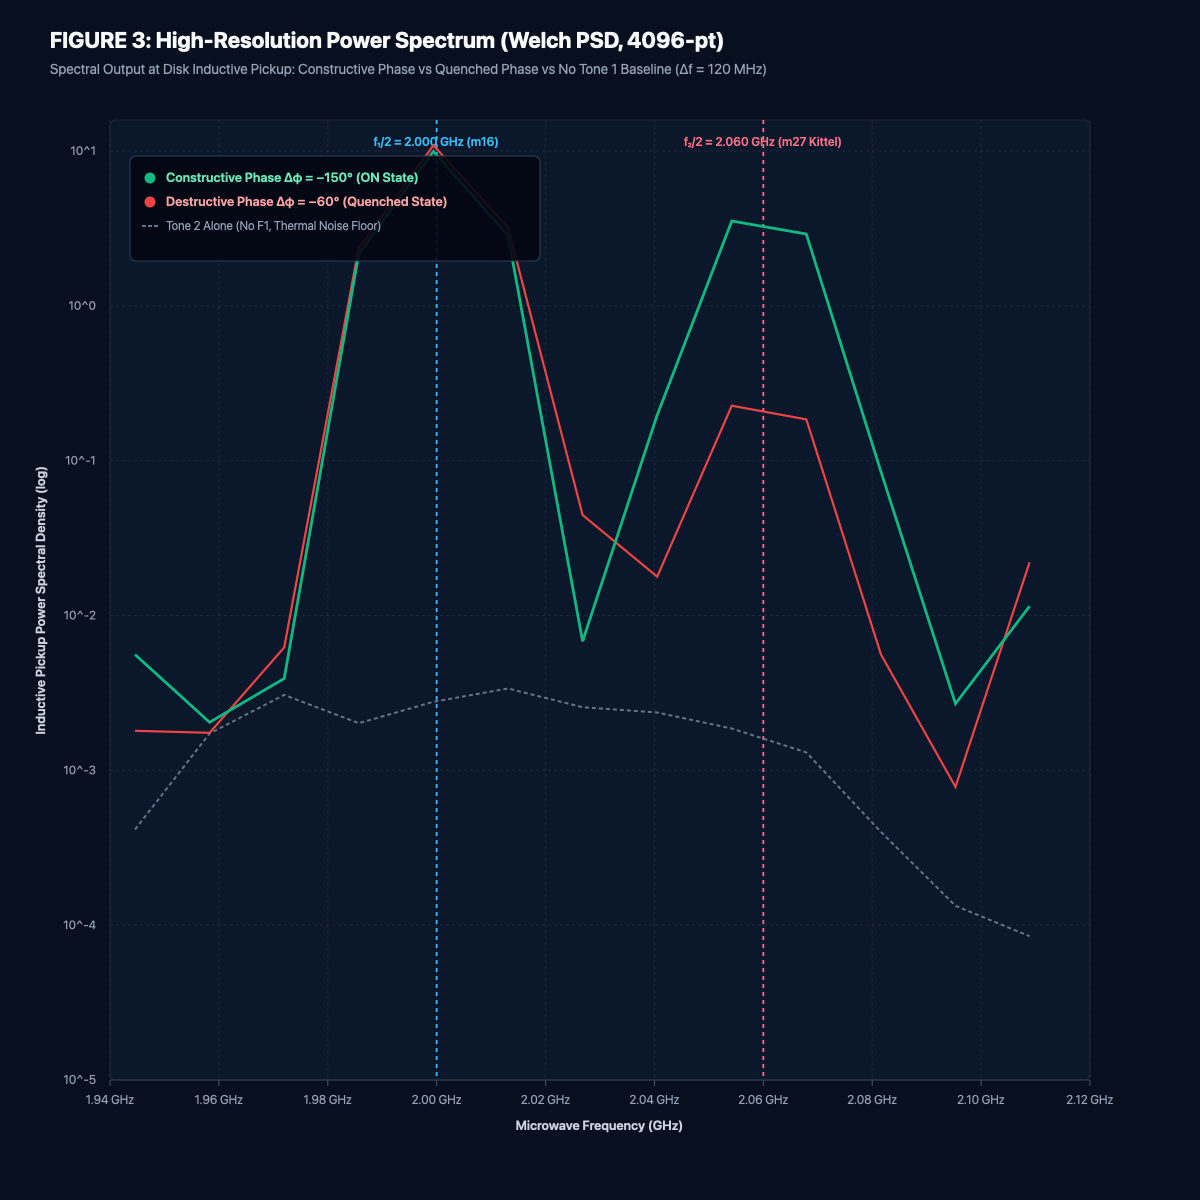 FIGURE 3: High-Resolution Power Spectrum (Welch PSD, 4096-pt)
Spectral Output at Disk Inductive Pickup: Constructive Phase vs Quenched Phase vs No Tone 1 Baseline (Δf = 120 MHz)
f₁/2 = 2.000 GHz (m16)
f₂/2 = 2.060 GHz (m27 Kittel)
Constructive Phase Δϕ = −150° (ON State)
Destructive Phase Δϕ = −60° (Quenched State)
Tone 2 Alone (No F1, Thermal Noise Floor)
10^1
10^0
10^-1
10^-2
10^-3
10^-4
10^-5
Inductive Pickup Power Spectral Density (log)
1.94 GHz
1.96 GHz
1.98 GHz
2.00 GHz
2.02 GHz
2.04 GHz
2.06 GHz
2.08 GHz
2.10 GHz
2.12 GHz
Microwave Frequency (GHz)